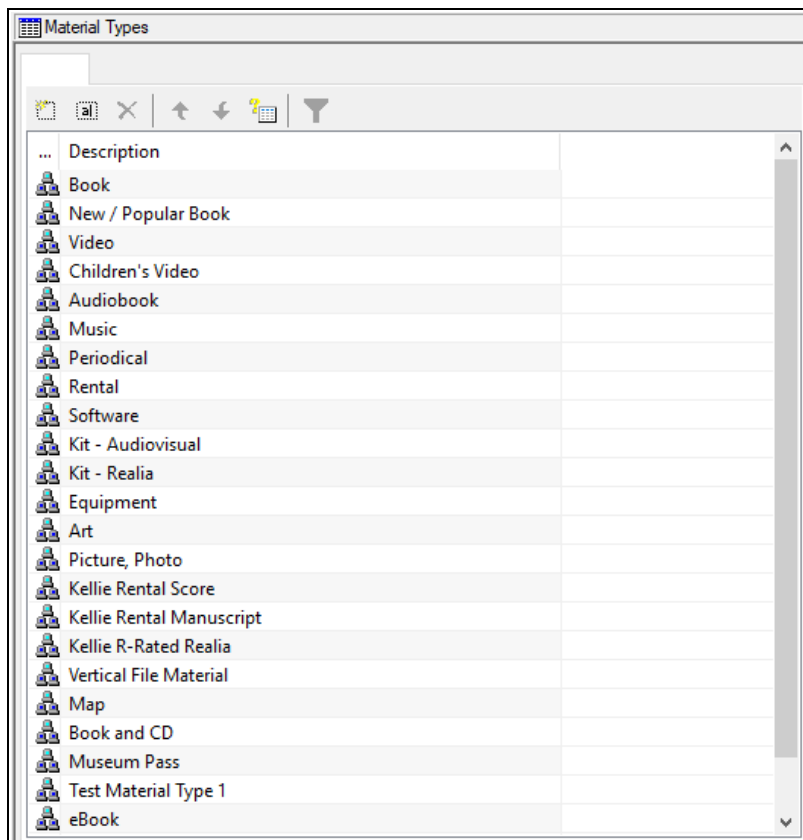 Material Types
al
... Description
Book
New / Popular Book
Video
Children's Video
Audiobook
Music
Periodical
Rental
Software
Kit - Audiovisual
Kit - Realia
Equipment
Art
Picture, Photo
Kellie Rental Score
Kellie Rental Manuscript
Kellie R-Rated Realia
Vertical File Material
Map
Book and CD
Museum Pass
Test Material Type 1
eBook